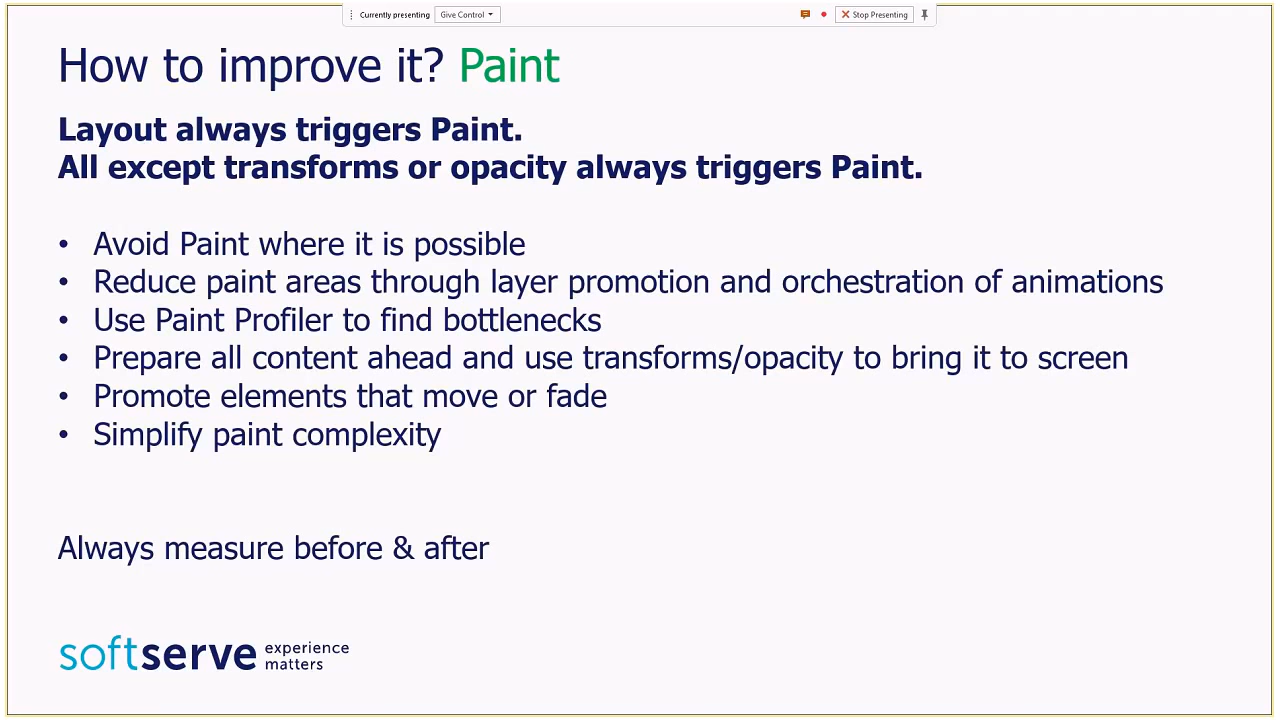 Currently presenting Give Control Stop Presenting
How to improve it? Paint
Layout always triggers Paint.
All except transforms or opacity always triggers Paint.
• Avoid Paint where it is possible
• Reduce paint areas through layer promotion and orchestration of animations
• Use Paint Profiler to find bottlenecks
• Prepare all content ahead and use transforms/opacity to bring it to screen
• Promote elements that move or fade
• Simplify paint complexity
Always measure before & after
softserve experience
matters